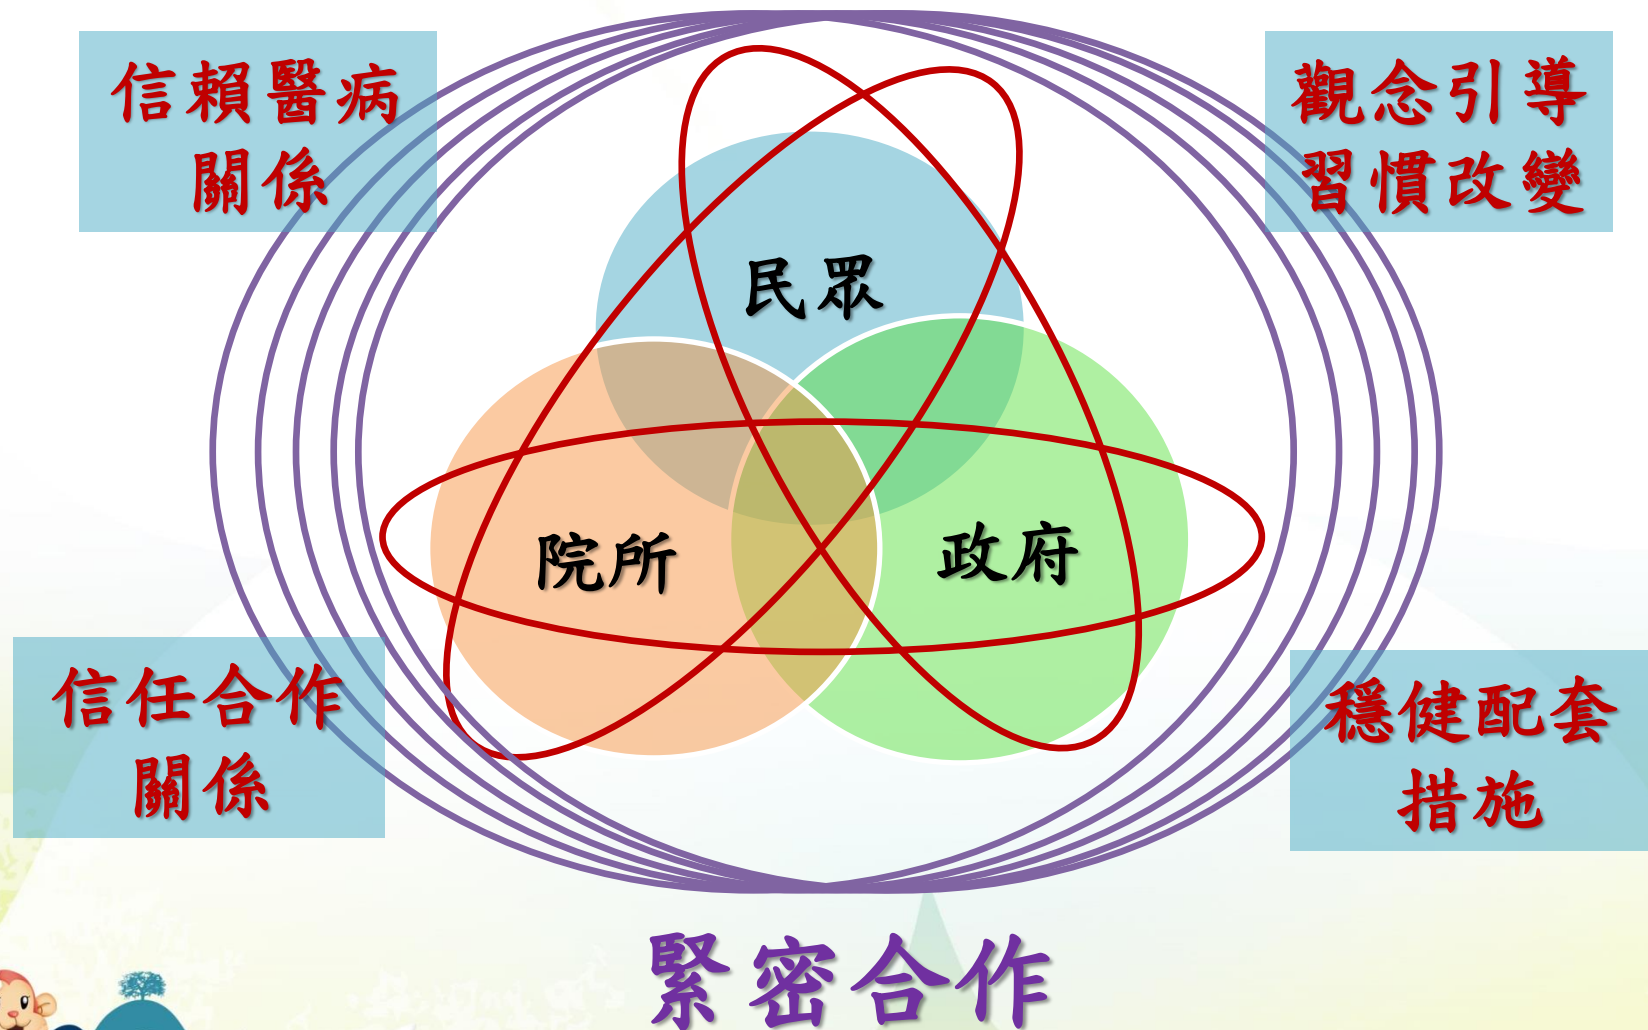 信賴醫病
關係
觀念引導
習慣改變
民眾
院所
政府
信任合作
關係
穩健配套
措施
緊密合作